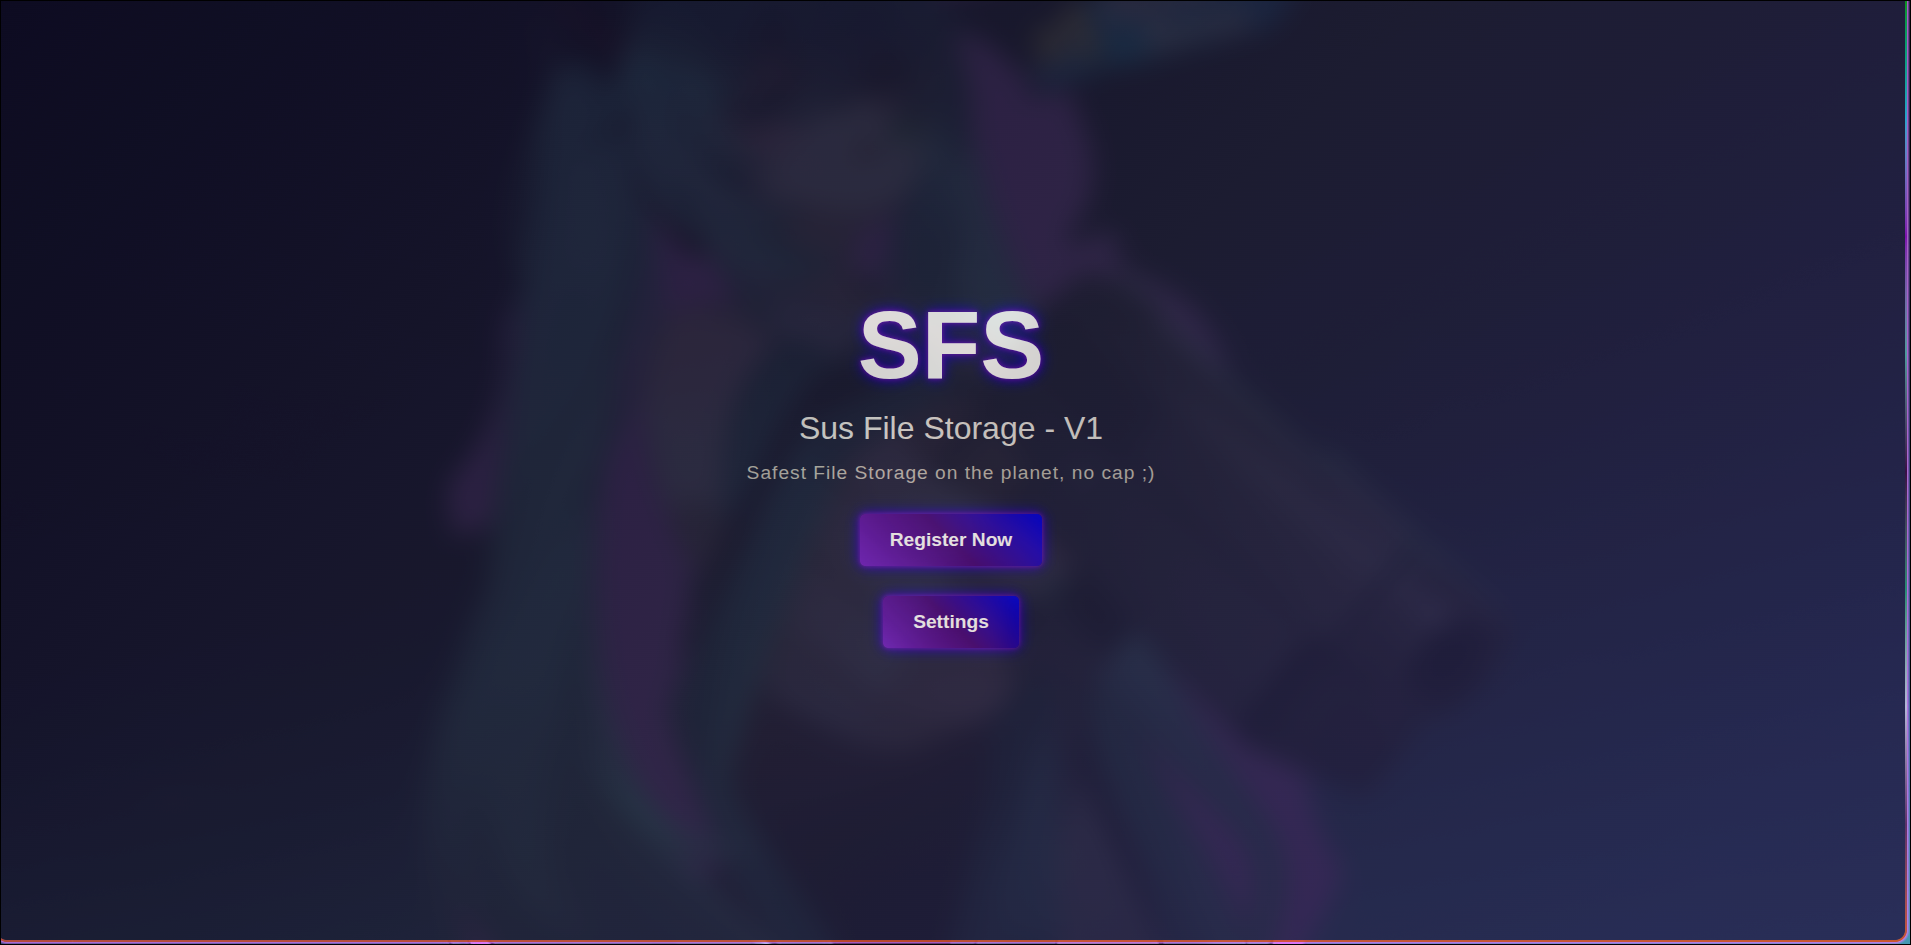 SFS
Sus File Storage - V1
Safest File Storage on the planet, no cap ;)
Register Now
Settings